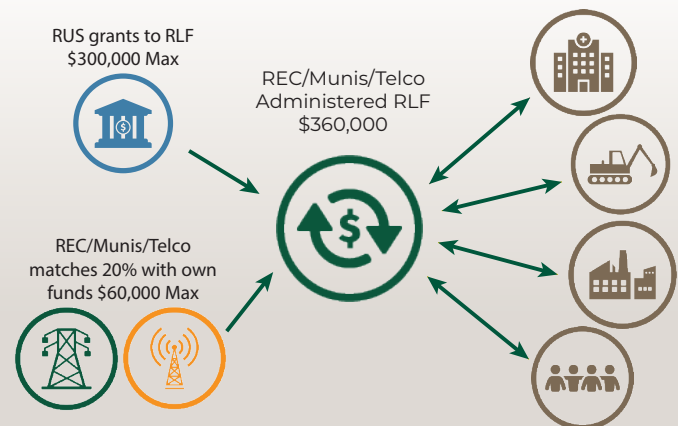 RUS grants to RLF
$300,000 Max
REC/Munis/Telco
Administered RLF
$360,000
$
$
REC/Munis/Telco
matches 20% with own
funds $60,000 Max